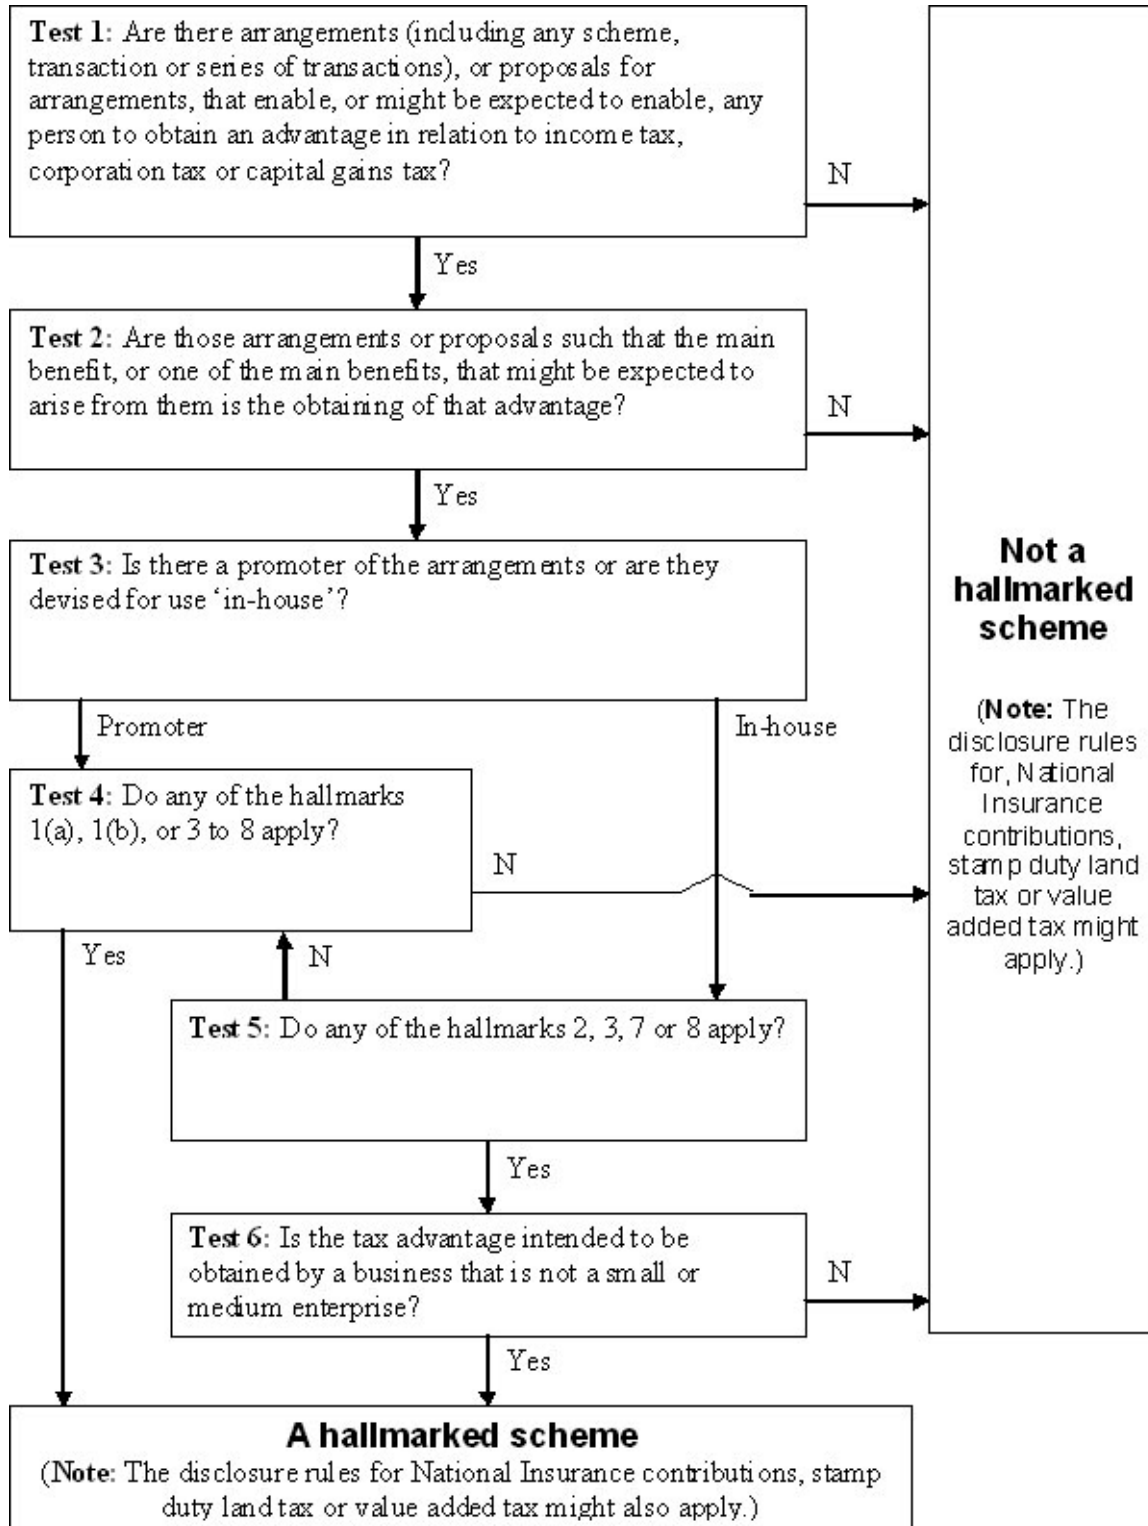 Test 1: Are there arrangements (including any scheme,
transaction or series of transactions), or proposals for
arrangements, that enable, or might be expected to enable, any
person to obtain an advantage in relation to income tax,
corporation tax or capital gains tax?
N
Yes
Test 2: Are those arrangements or proposals such that the main
benefit, or one of the main benefits, that might be expected to
arise from them is the obtaining of that advantage?
N
Yes
Test 3: Is there a promoter of the arrangements or are they
devised for use ‘in-house’?
Promoter
In-house
Test 4: Do any of the hallmarks
1(a), 1(b), or 3 to 8 apply?
N
Yes
N
Test 5: Do any of the hallmarks 2, 3, 7 or 8 apply?
Yes
Test 6: Is the tax advantage intended to be
obtained by a business that is not a small or
medium enterprise?
N
Yes
Not a
hallmarked
scheme
(Note: The
disclosure rules
for, National
Insurance
contributions,
stamp duty land
tax or value
added tax might
apply.)
A hallmarked scheme
(Note: The disclosure rules for National Insurance contributions, stamp
duty land tax or value added tax might also apply.)